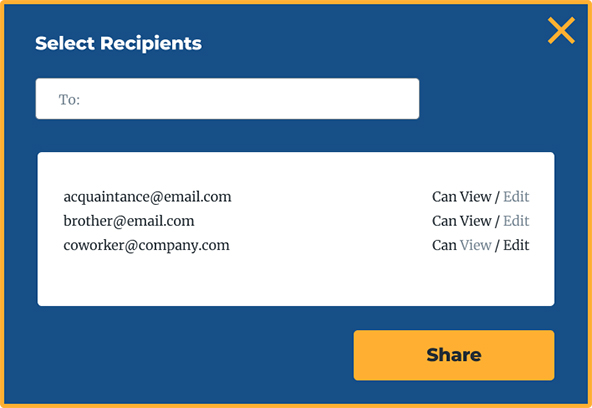 Select Recipients
To:
acquaintance@email.com Can View / Edit
brother@email.com Can View / Edit
coworker@company.com Can View / Edit
Share